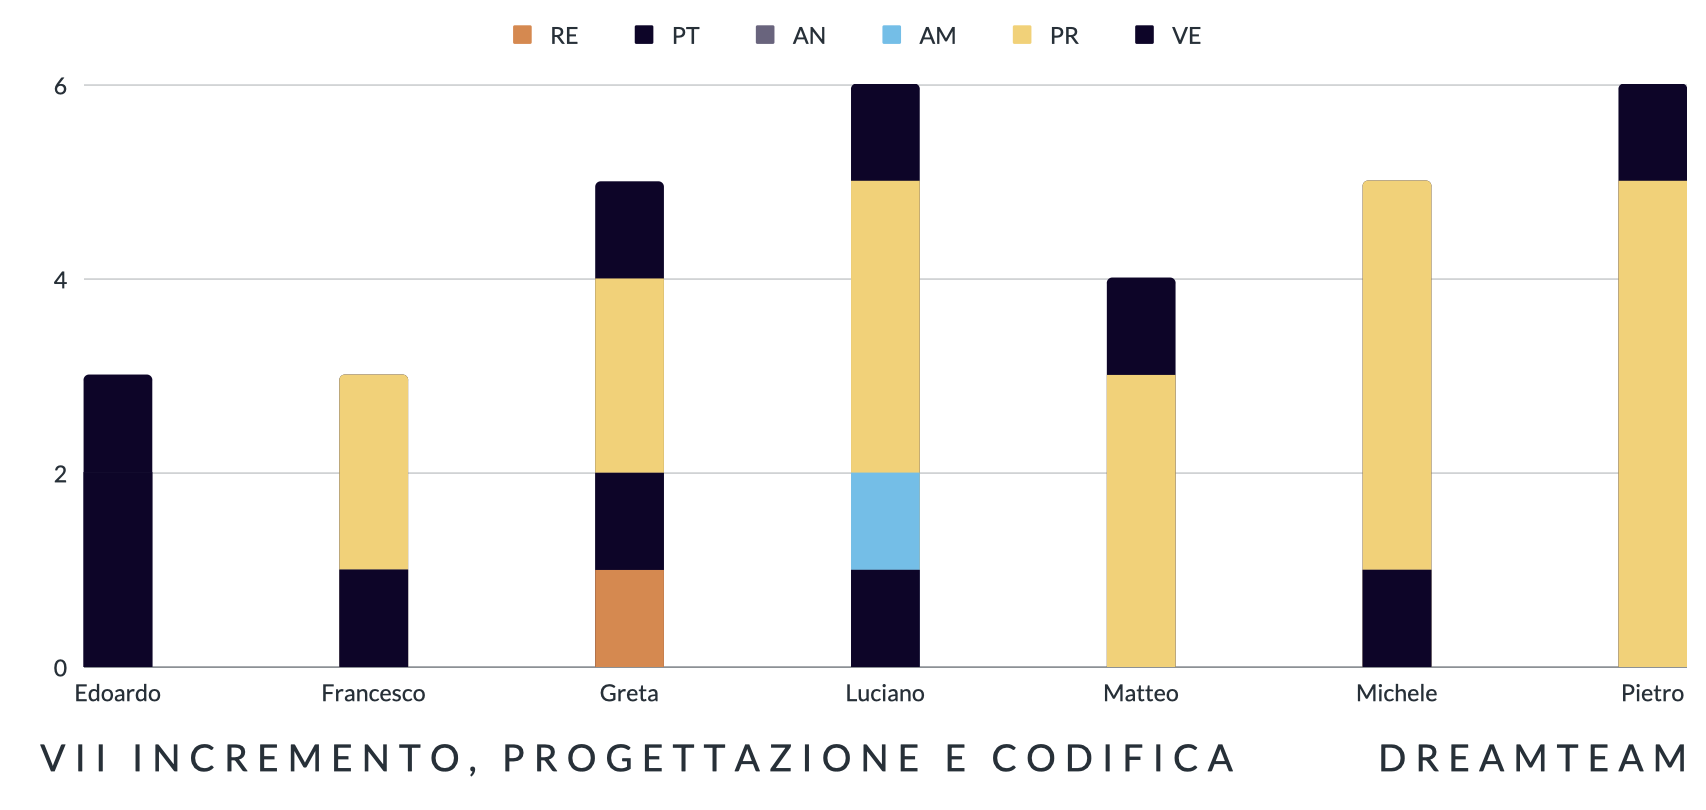 RE PT AN AM PR VE
6
4
2
0
Edoardo Francesco Greta Luciano Matteo Michele Pietro
VII INCREMENTO, PROGETTAZIONE E CODIFICA DREAMTEAM